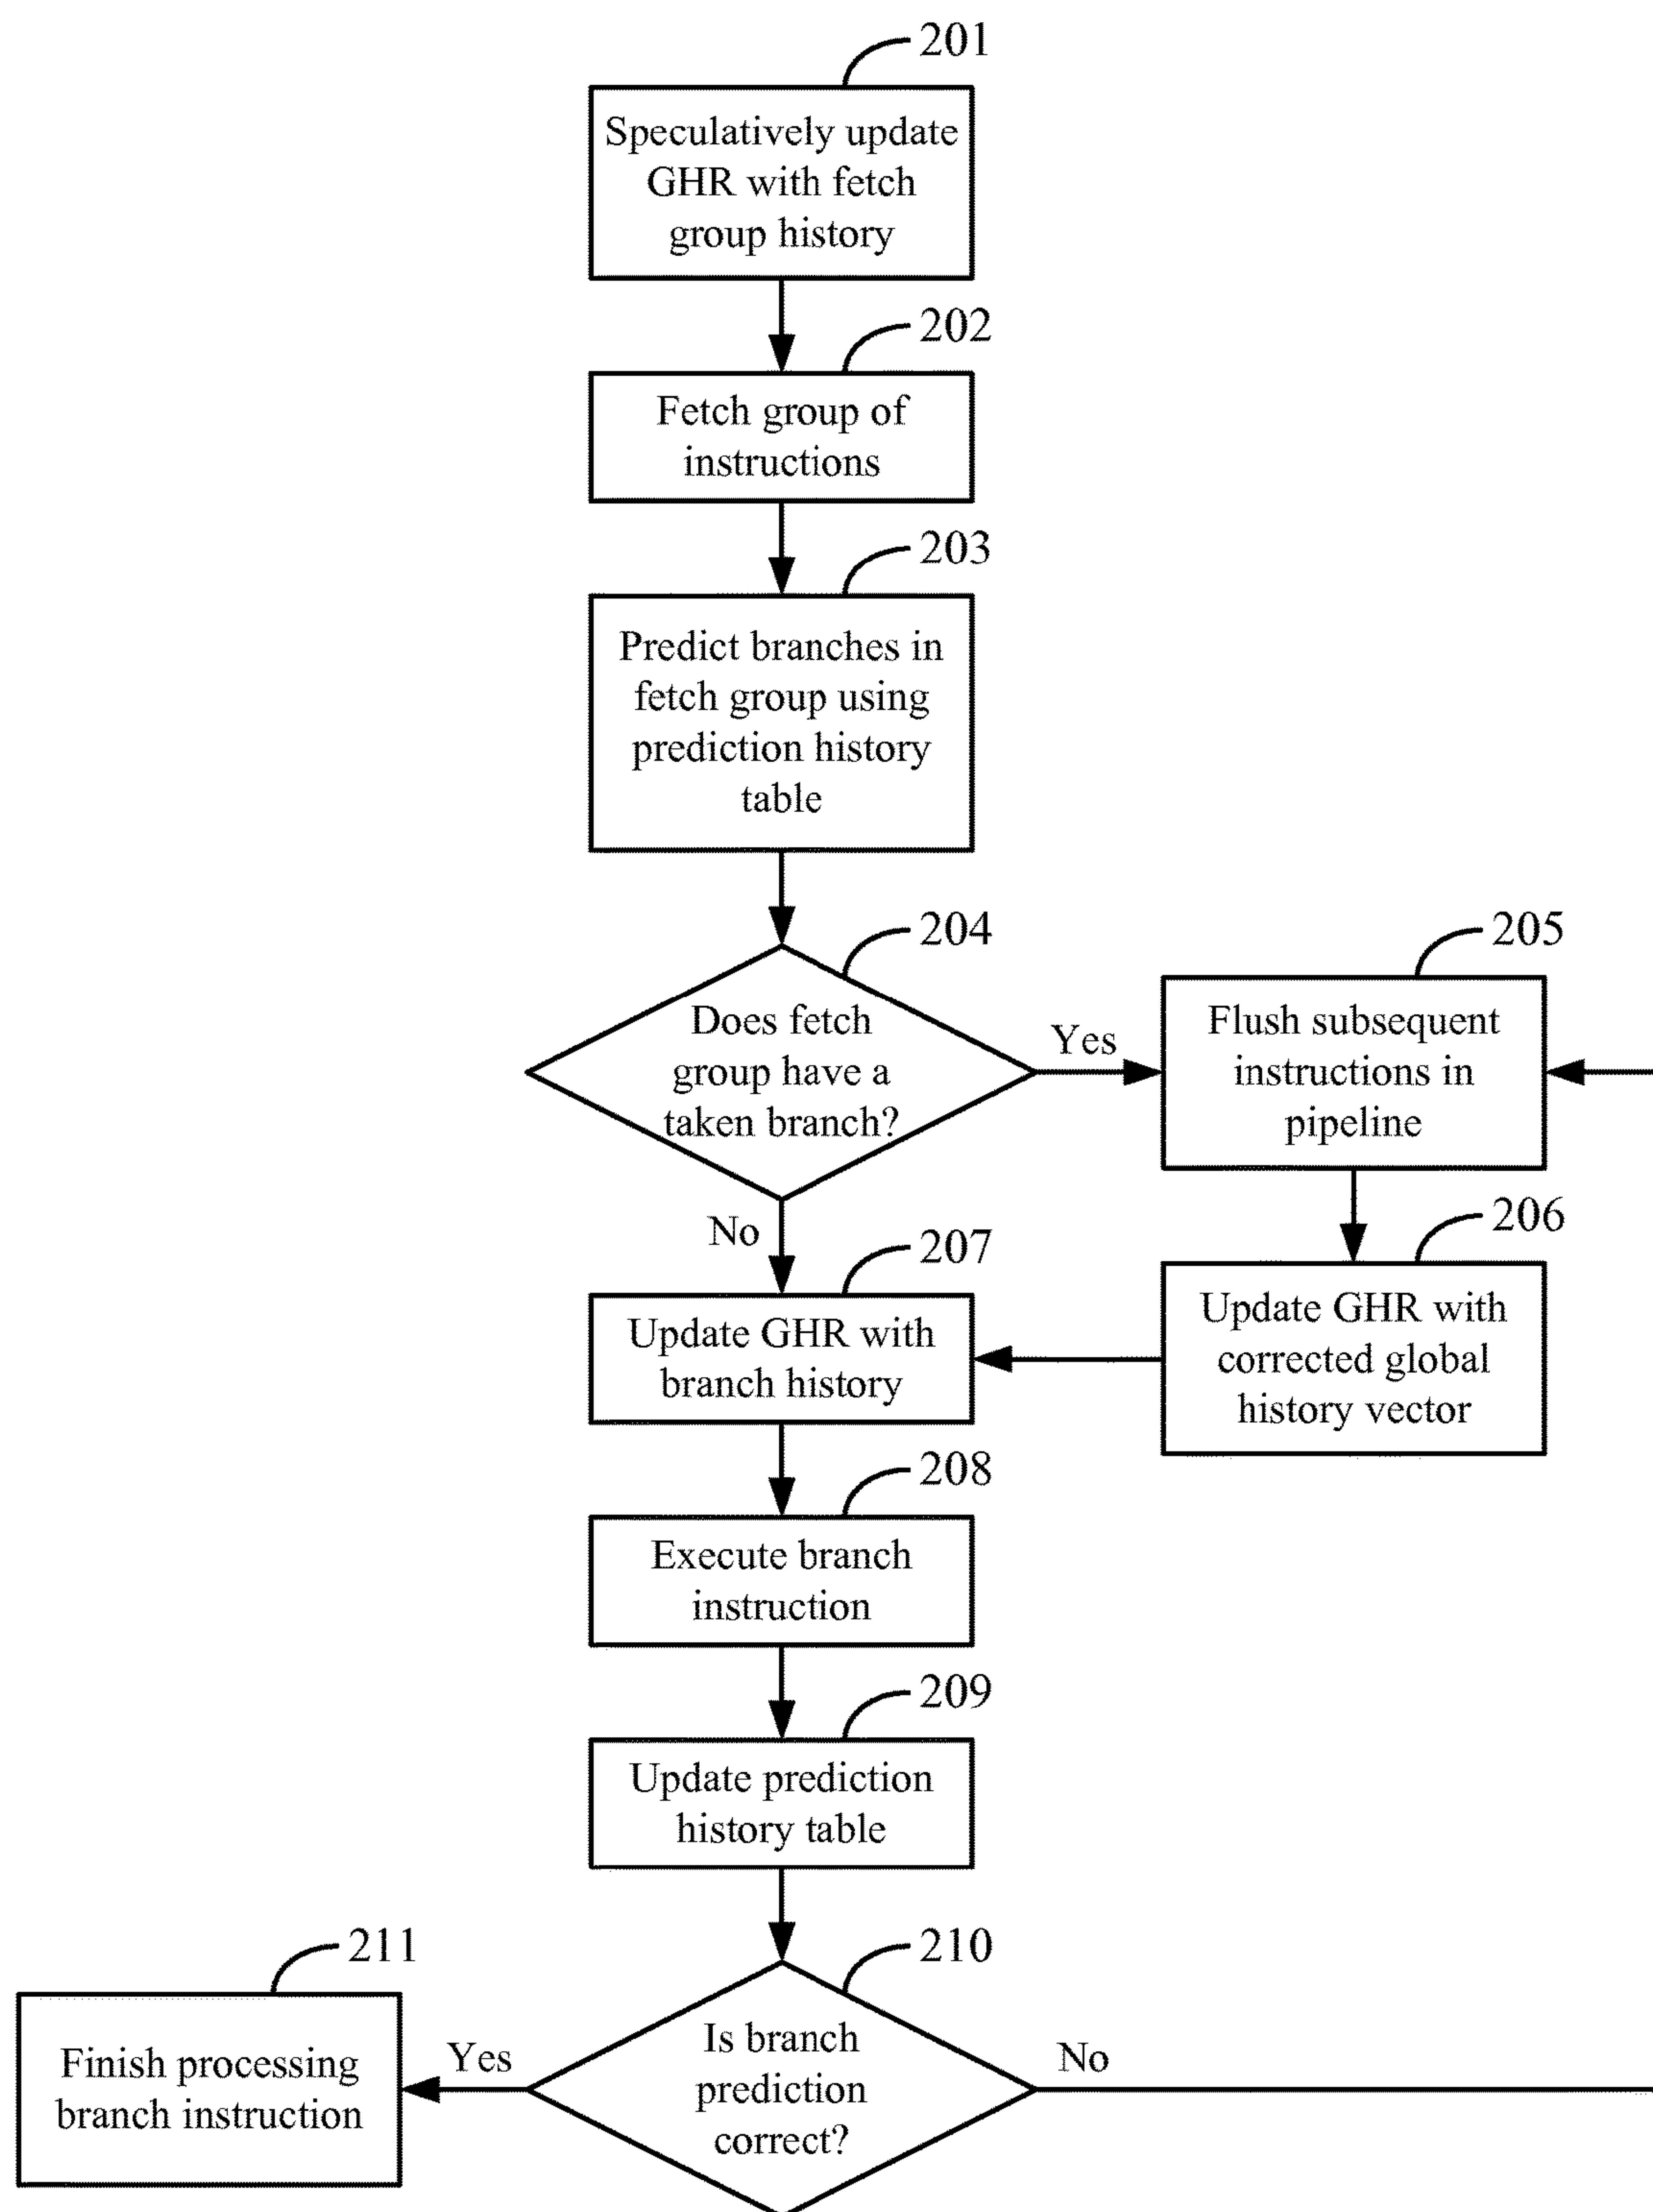 201
Speculatively update
GHR with fetch
group history
202
Fetch group of
instructions
203
Predict branches in
fetch group using
prediction history
table
204
Does fetch
group have a
taken branch?
Yes
205
Flush subsequent
instructions in
pipeline
No
206
Update GHR with
corrected global
history vector
207
Update GHR with
branch history
208
Execute branch
instruction
209
Update prediction
history table
210
Is branch
prediction
correct?
Yes
No
211
Finish processing
branch instruction